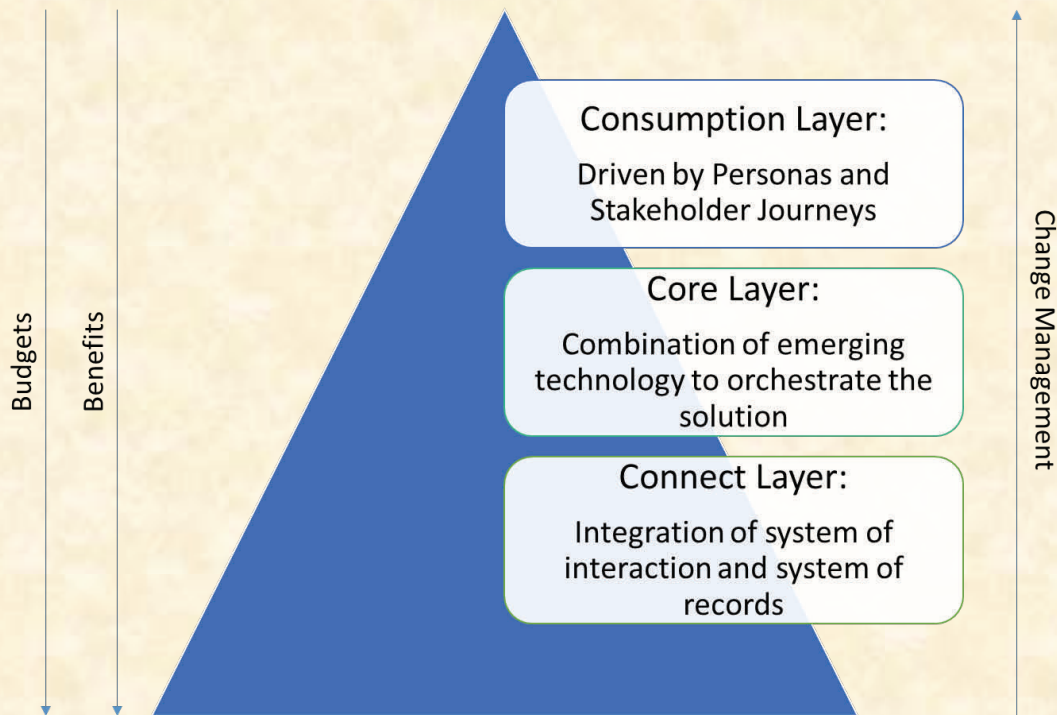 Budgets
Benefits
Consumption Layer:
Driven by Personas and
Stakeholder Journeys
Core Layer:
Combination of emerging
technology to orchestrate the
solution
Connect Layer:
Integration of system of
interaction and system of
records
Change Management